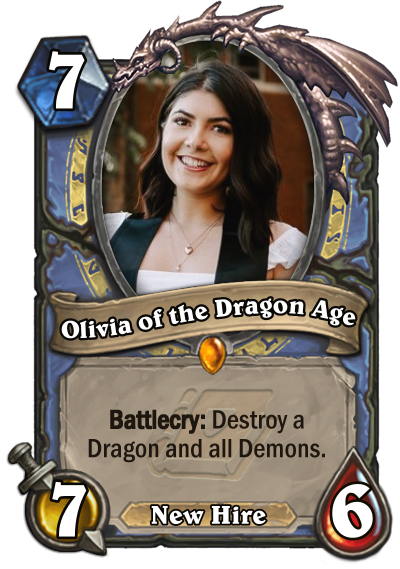 7
Olivia of the Dragon Age
Battlecry: Destroy a
Dragon and all Demons.
7
New Hire
6